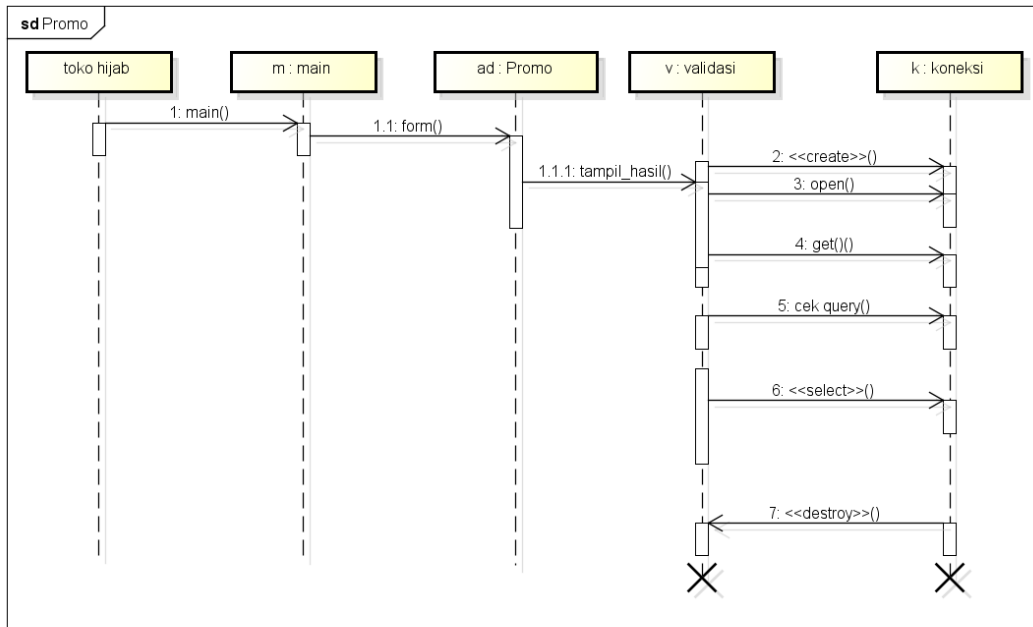 sd Promo
toko hijab
m : main
ad : Promo
v : validasi
k : koneksi
1: main()
1.1: form()
1.1.1: tampil_hasil()
2: <<create>>()
3: open()
4: get()()
5: cek query()
6: <<select>>()
7: <<destroy>>()